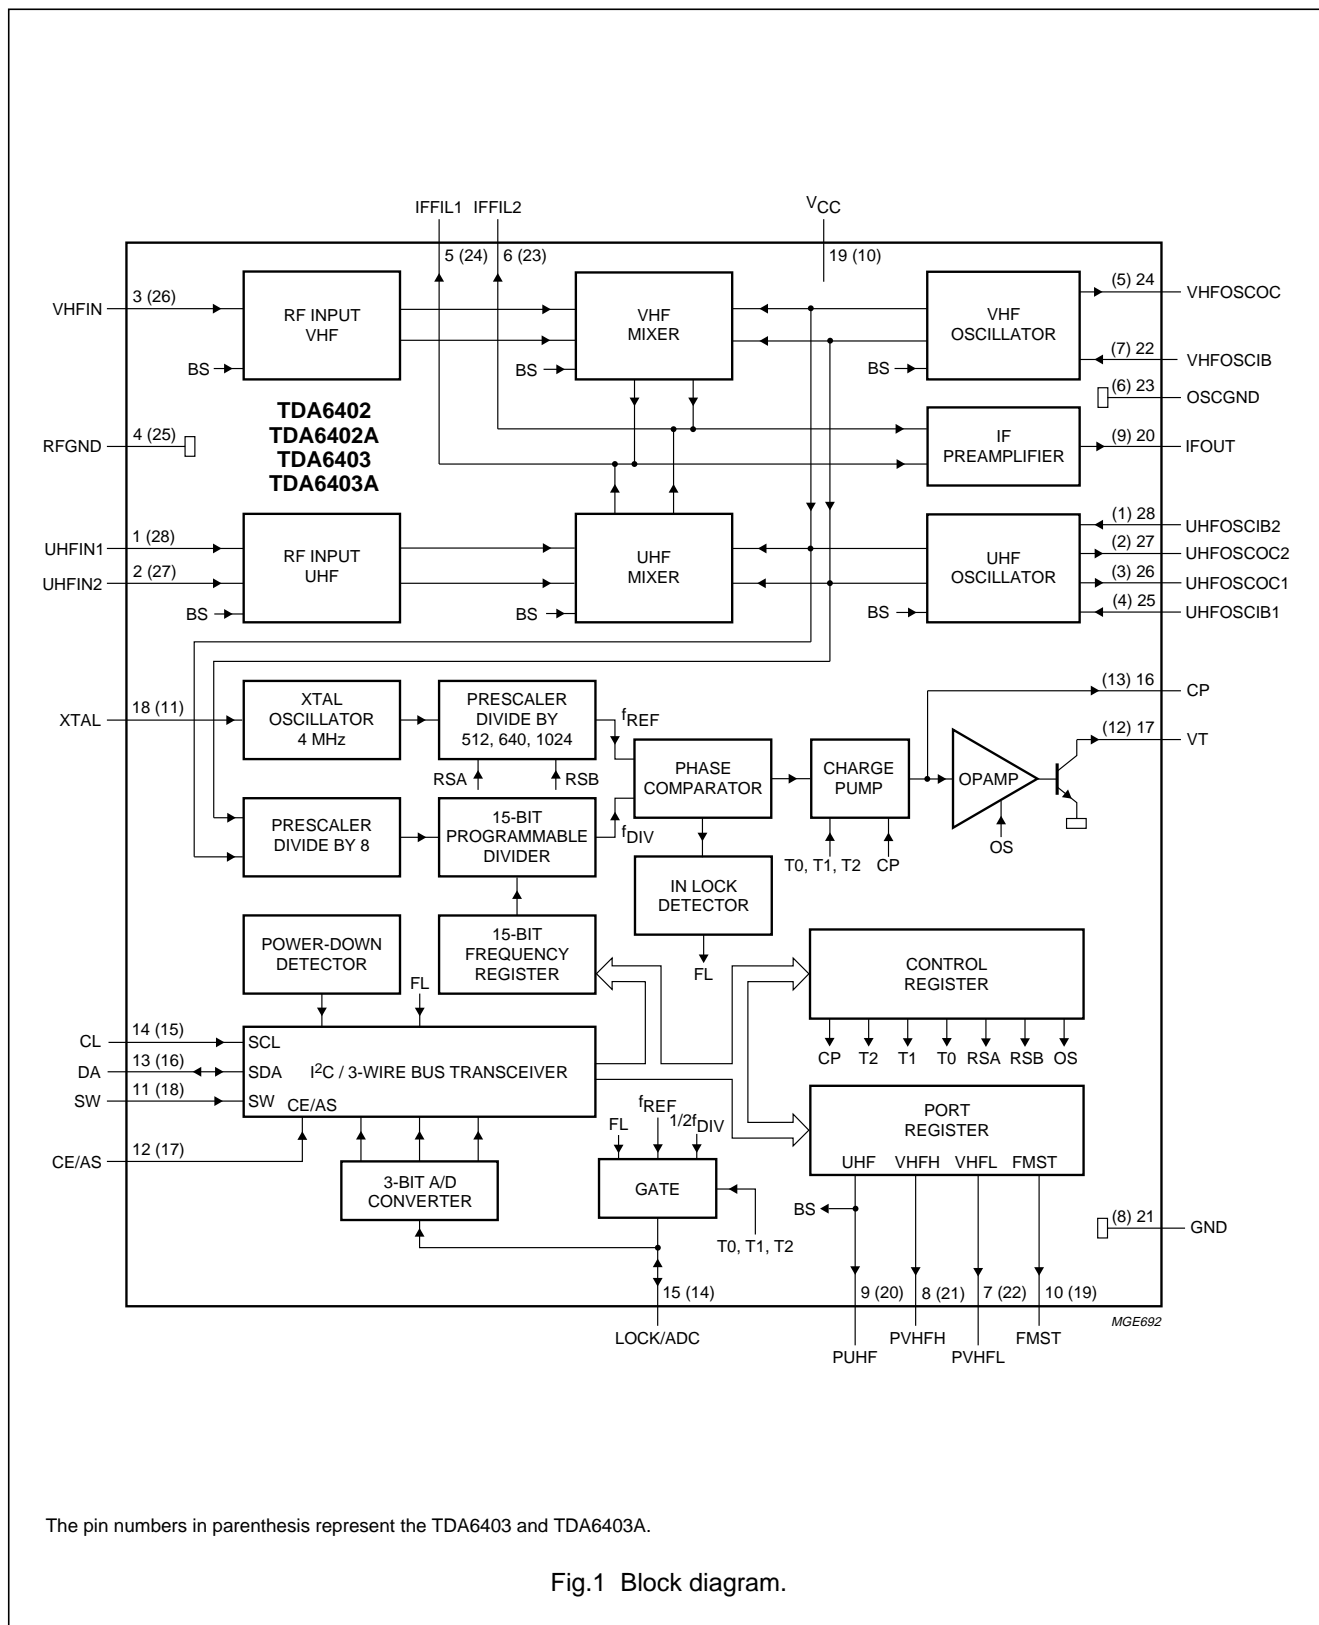 IFFIL1 IFFIL2 VCC
5 (24) 6 (23) 19 (10)
VHFIN 3 (26) RF INPUT VHF BS
VHF MIXER BS
VHF OSCILLATOR BS
(5) 24 VHFOSCOC
(7) 22 VHFOSCIB
(6) 23 OSCGND
TDA6402
TDA6402A
TDA6403
TDA6403A
RFGND 4 (25)
IF PREAMPLIFIER
(9) 20 IFOUT
UHFIN1 1 (28)
UHFIN2 2 (27)
RF INPUT UHF BS
UHF MIXER BS
UHF OSCILLATOR BS
(1) 28 UHFOSCIB2
(2) 27 UHFOSCOC2
(3) 26 UHFOSCOC1
(4) 25 UHFOSCIB1
XTAL 18 (11)
XTAL OSCILLATOR 4 MHz
PRESCALER DIVIDE BY 512, 640, 1024
fREF
RSA RSB
PHASE COMPARATOR
CHARGE PUMP
T0, T1, T2 CP
OPAMP
OS
(13) 16 CP
(12) 17 VT
PRESCALER DIVIDE BY 8
15-BIT PROGRAMMABLE DIVIDER
fDIV
IN LOCK DETECTOR
FL
POWER-DOWN DETECTOR
15-BIT FREQUENCY REGISTER
FL
CONTROL REGISTER
CP T2 T1 T0 RSA RSB OS
CL 14 (15) SCL
DA 13 (16) SDA
SW 11 (18) SW
I2C / 3-WIRE BUS TRANSCEIVER
CE/AS
CE/AS 12 (17)
3-BIT A/D CONVERTER
FL fREF 1/2fDIV
GATE
T0, T1, T2
PORT REGISTER
UHF VHFH VHFL FMST
BS
(8) 21 GND
15 (14) 9 (20) 8 (21) 7 (22) 10 (19)
LOCK/ADC PUHF PVHFH PVHFL FMST
MGE692
The pin numbers in parenthesis represent the TDA6403 and TDA6403A.
Fig.1 Block diagram.